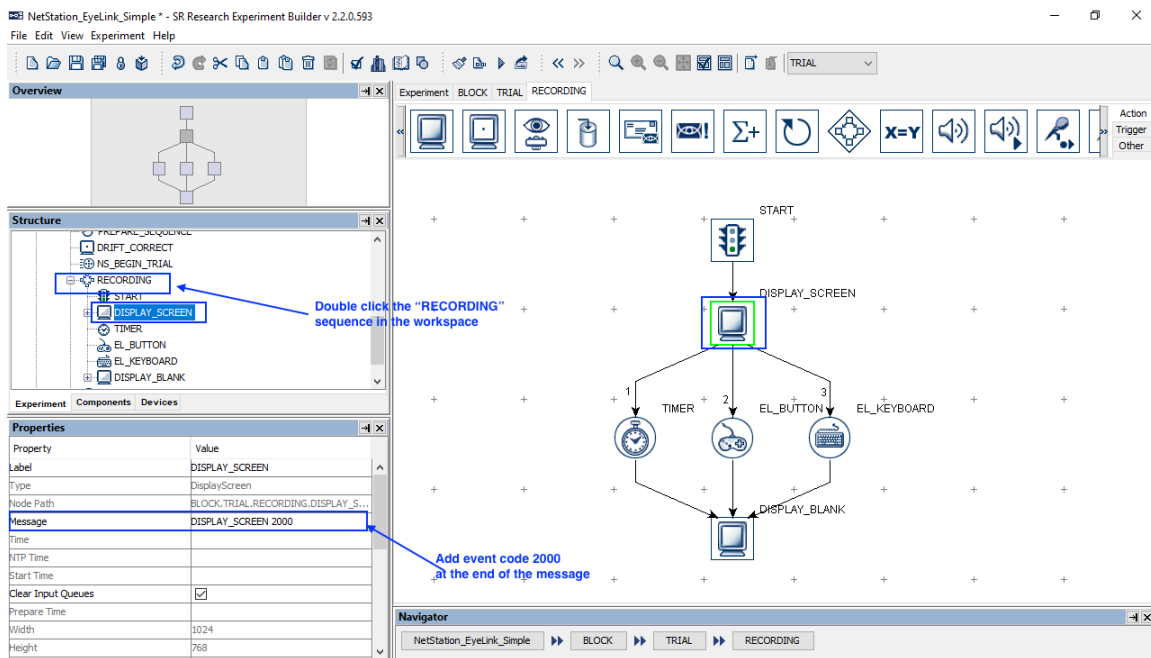 NetStation_EyeLink_Simple * - SR Research Experiment Builder v 2.2.0.593
File Edit View Experiment Help
TRIAL
Overview
Experiment BLOCK TRIAL RECORDING
X=Y
Action
Trigger
Other
Structure
PREPARE_SEQUENCE
DRIFT_CORRECT
NS_BEGIN_TRIAL
RECORDING
START
DISPLAY_SCREEN
TIMER
EL_BUTTON
EL_KEYBOARD
DISPLAY_BLANK
Experiment Components Devices
Double click the “RECORDING”
sequence in the workspace
START
DISPLAY_SCREEN
1
2
3
TIMER
EL_BUTTON
EL_KEYBOARD
DISPLAY_BLANK
Properties
Property Value
Label DISPLAY_SCREEN
Type DisplayScreen
Node Path BLOCK.TRIAL.RECORDING.DISPLAY_S...
Message DISPLAY_SCREEN 2000
Time
NTP Time
Start Time
Clear Input Queues
Prepare Time
Width 1024
Height 768
Add event code 2000
at the end of the message
Navigator
NetStation_EyeLink_Simple BLOCK TRIAL RECORDING